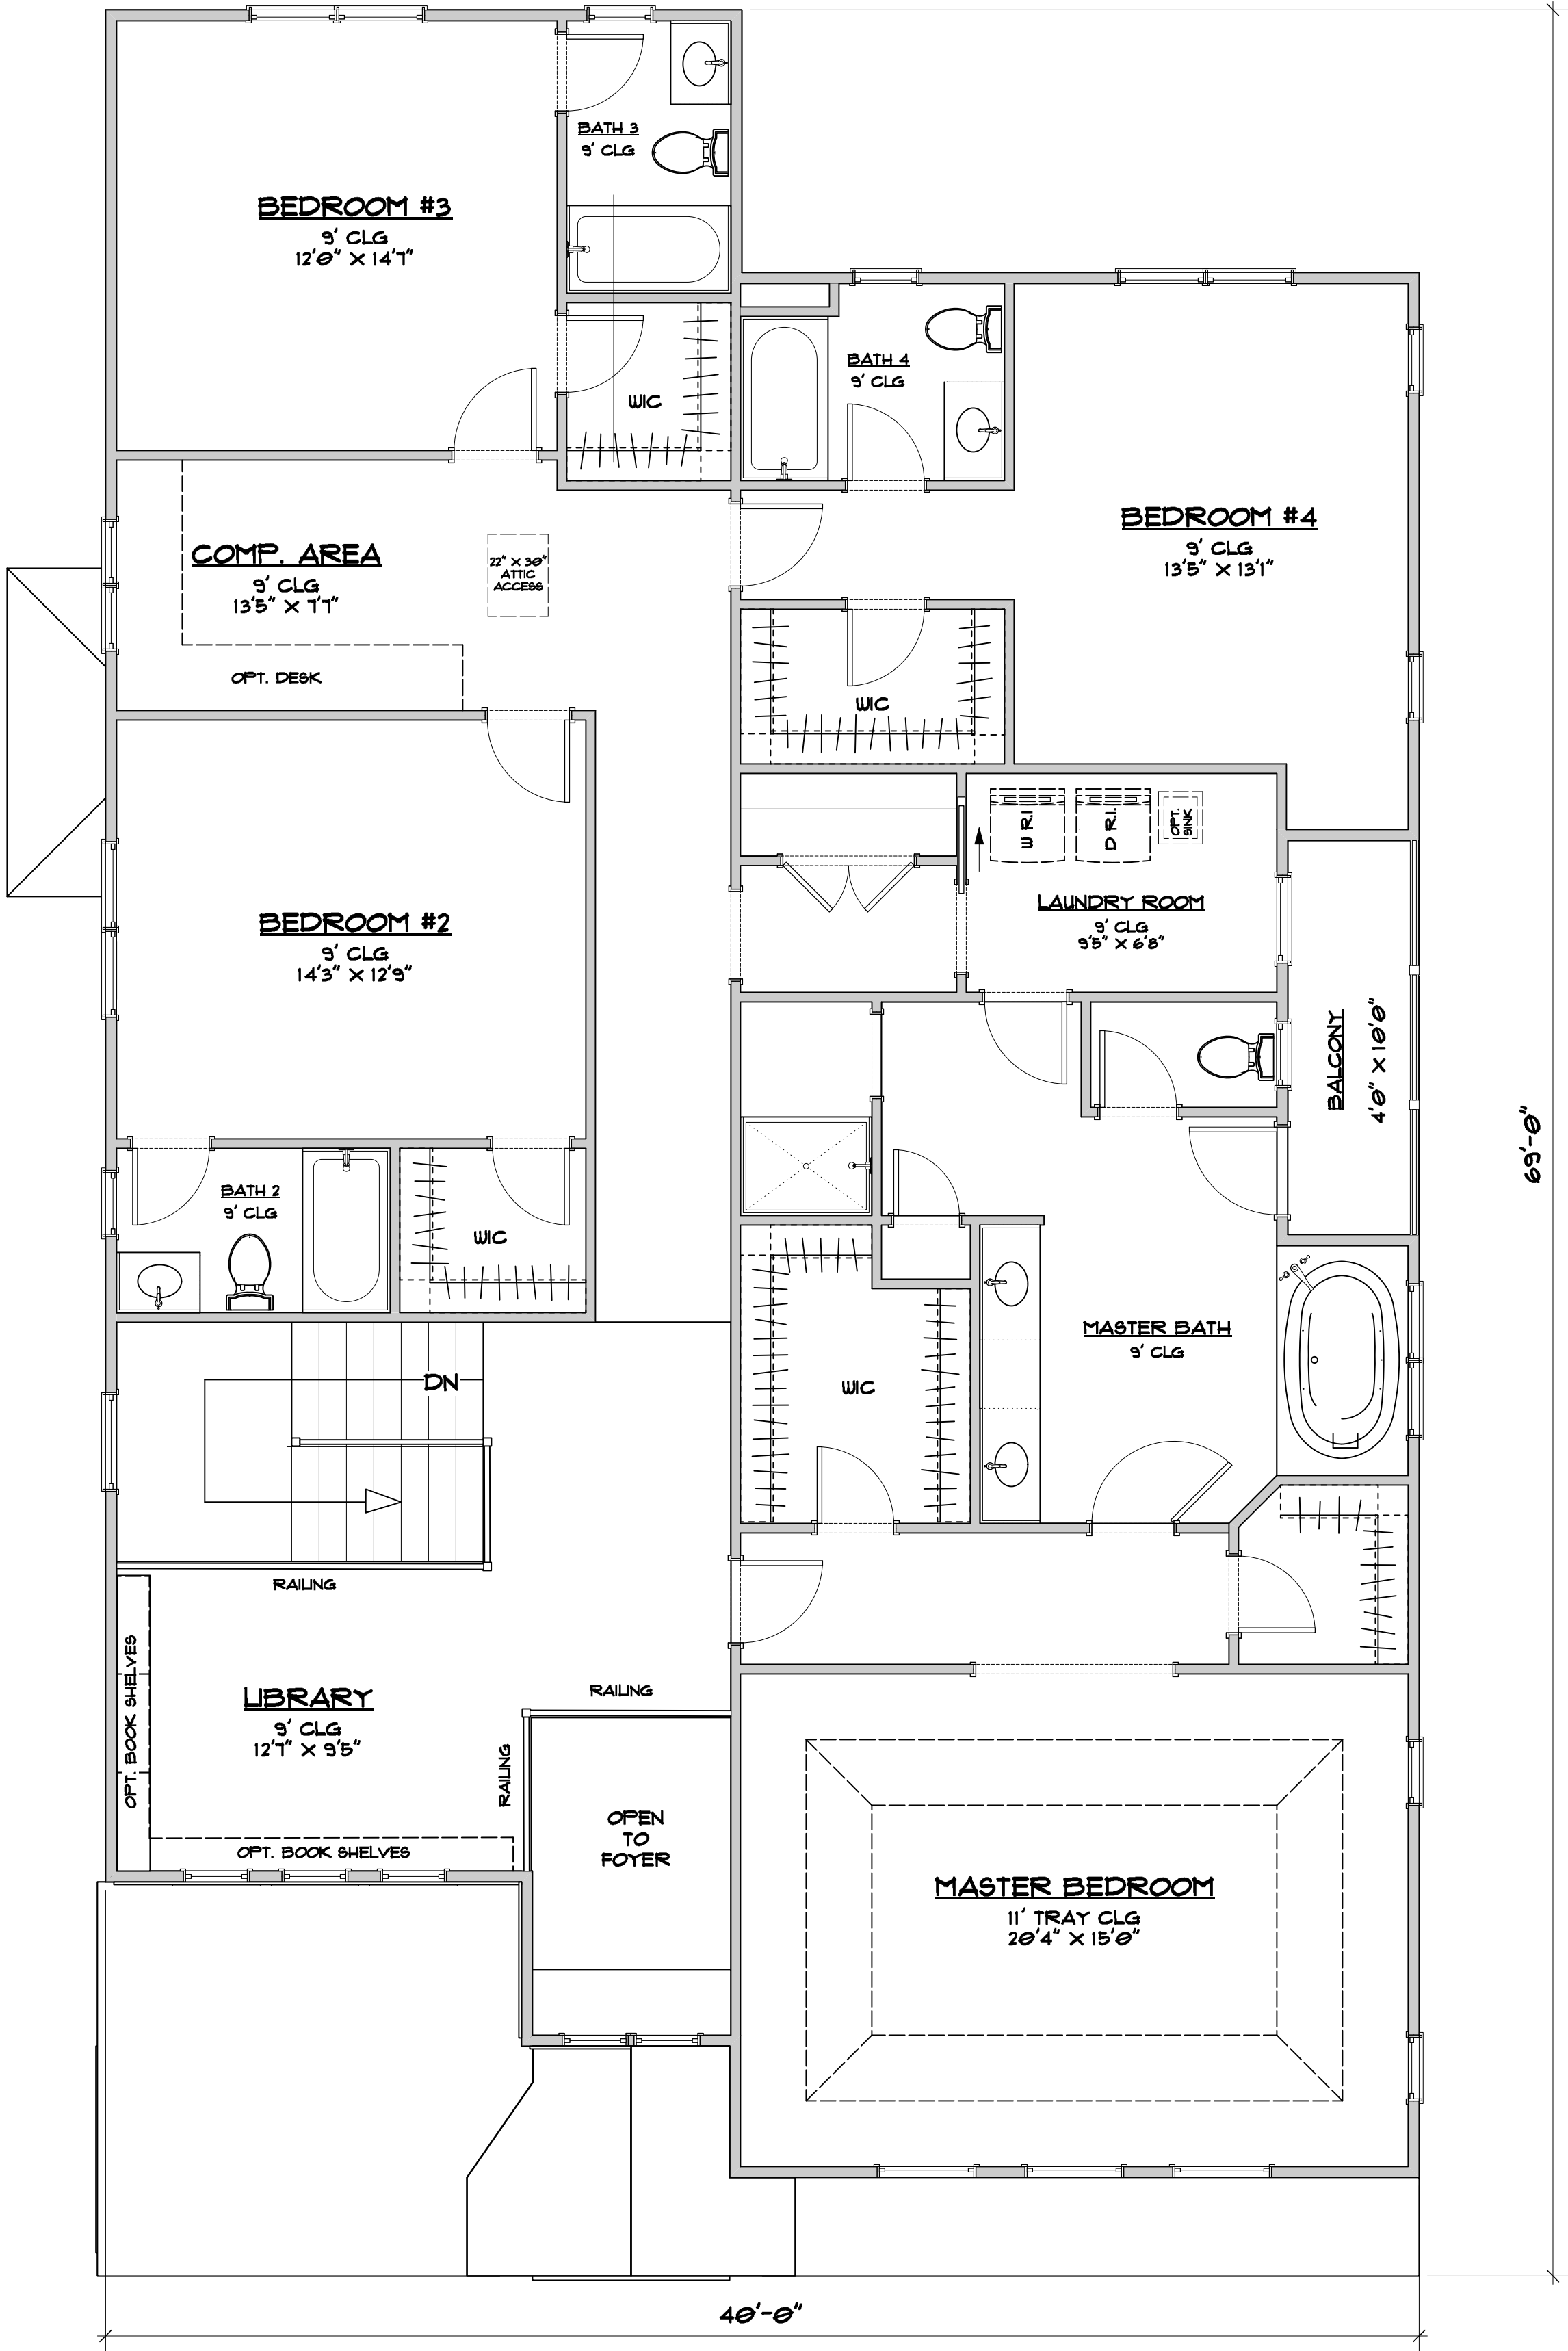 BATH 3
9' CLG
BEDROOM #3
9' CLG
12'0" X 14'7"
WIC
BATH 4
9' CLG
BEDROOM #4
9' CLG
13'5" X 13'1"
COMP. AREA
9' CLG
13'5" X 7'7"
22" X 30"
ATTIC
ACCESS
OPT. DESK
WIC
W R.I.
D R.I.
OPT.
SINK
LAUNDRY ROOM
9' CLG
9'5" X 6'8"
BEDROOM #2
9' CLG
14'3" X 12'9"
BALCONY
4'0" X 10'0"
69'-0"
BATH 2
9' CLG
WIC
MASTER BATH
9' CLG
DN
WIC
RAILING
OPT. BOOK SHELVES
LIBRARY
9' CLG
12'7" X 9'5"
RAILING
RAILING
OPEN
TO
FOYER
OPT. BOOK SHELVES
MASTER BEDROOM
11' TRAY CLG
20'4" X 15'0"
40'-0"